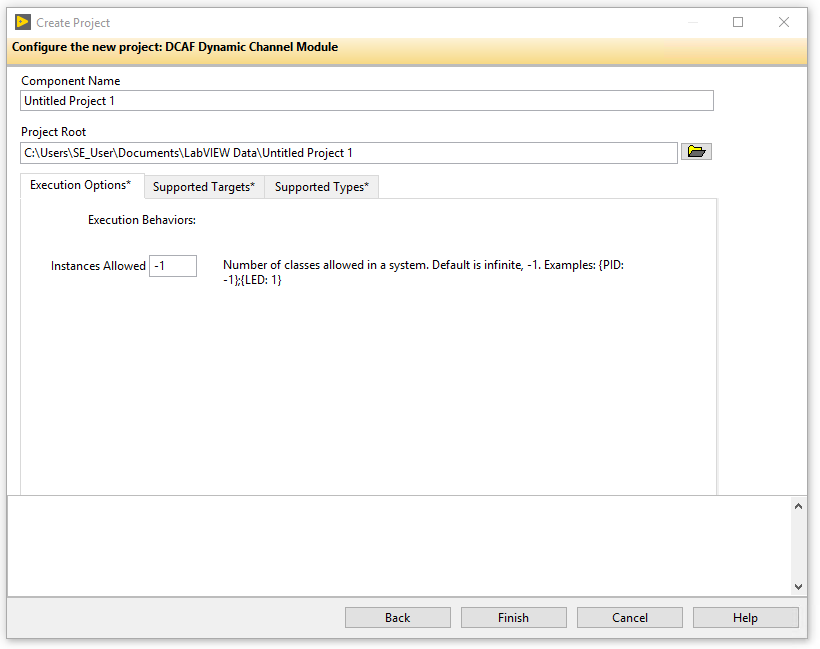 Create Project
Configure the new project: DCAF Dynamic Channel Module
Component Name
Untitled Project 1
Project Root
C:\Users\SE_User\Documents\LabVIEW Data\Untitled Project 1
Execution Options* Supported Targets* Supported Types*
Execution Behaviors:
Instances Allowed -1 Number of classes allowed in a system. Default is infinite, -1. Examples: {PID:
-1};{LED: 1}
Back Finish Cancel Help